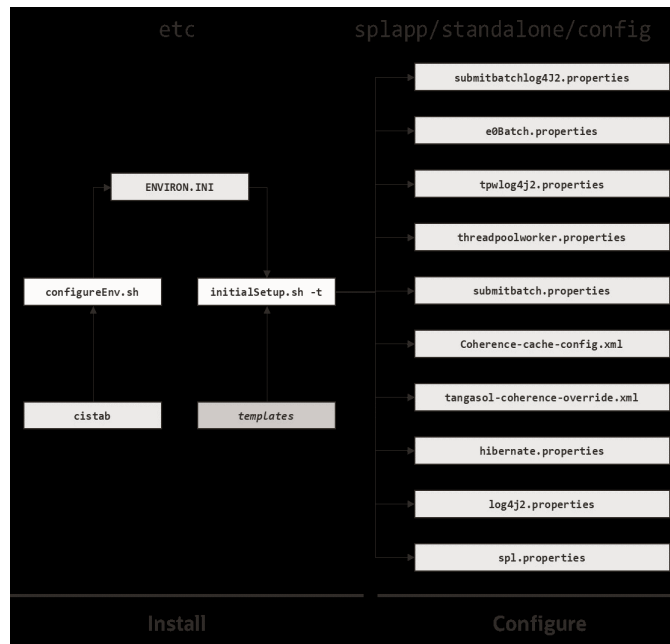 etc
splapp/standalone/config
submitbatchlog4J2.properties
e0Batch.properties
tpwlog4j2.properties
ENVIRON.INI
threadpoolworker.properties
configureEnv.sh
initialSetup.sh -t
submitbatch.properties
Coherence-cache-config.xml
cistab
templates
tangasol-coherence-override.xml
hibernate.properties
log4j2.properties
spl.properties
Install
Configure